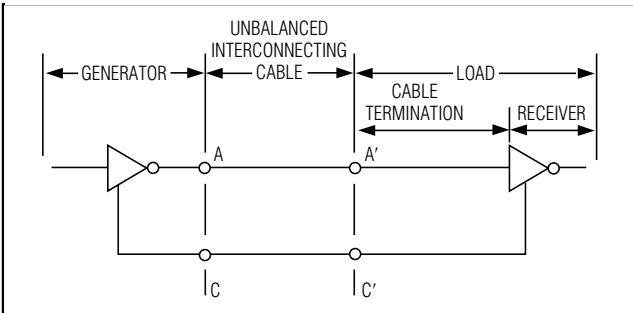 UNBALANCED
INTERCONNECTING
CABLE
GENERATOR
LOAD
CABLE
TERMINATION
RECEIVER
A
A′
C
C′